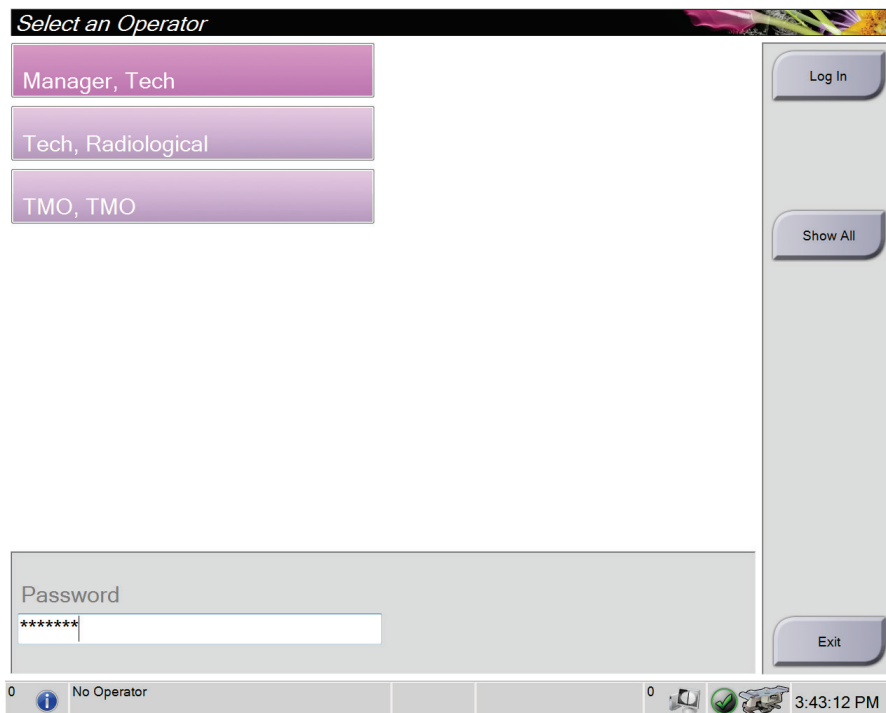 Select an Operator
Manager, Tech
Log In
Tech, Radiological
TMO, TMO
Show All
Password
*******
Exit
0 No Operator 0 3:43:12 PM